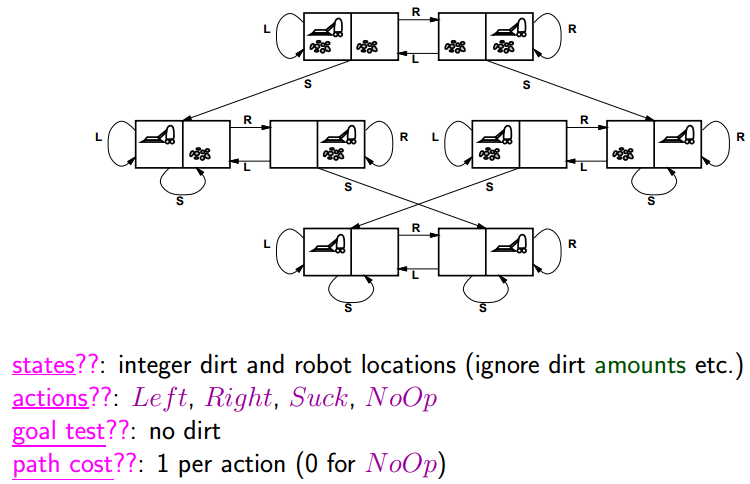 R
L R
L
S S
R R
L R L R
L L
S S S S
R
L R
L
S S
states??: integer dirt and robot locations (ignore dirt amounts etc.)
actions??: Left, Right, Suck, NoOp
goal test??: no dirt
path cost??: 1 per action (0 for NoOp)